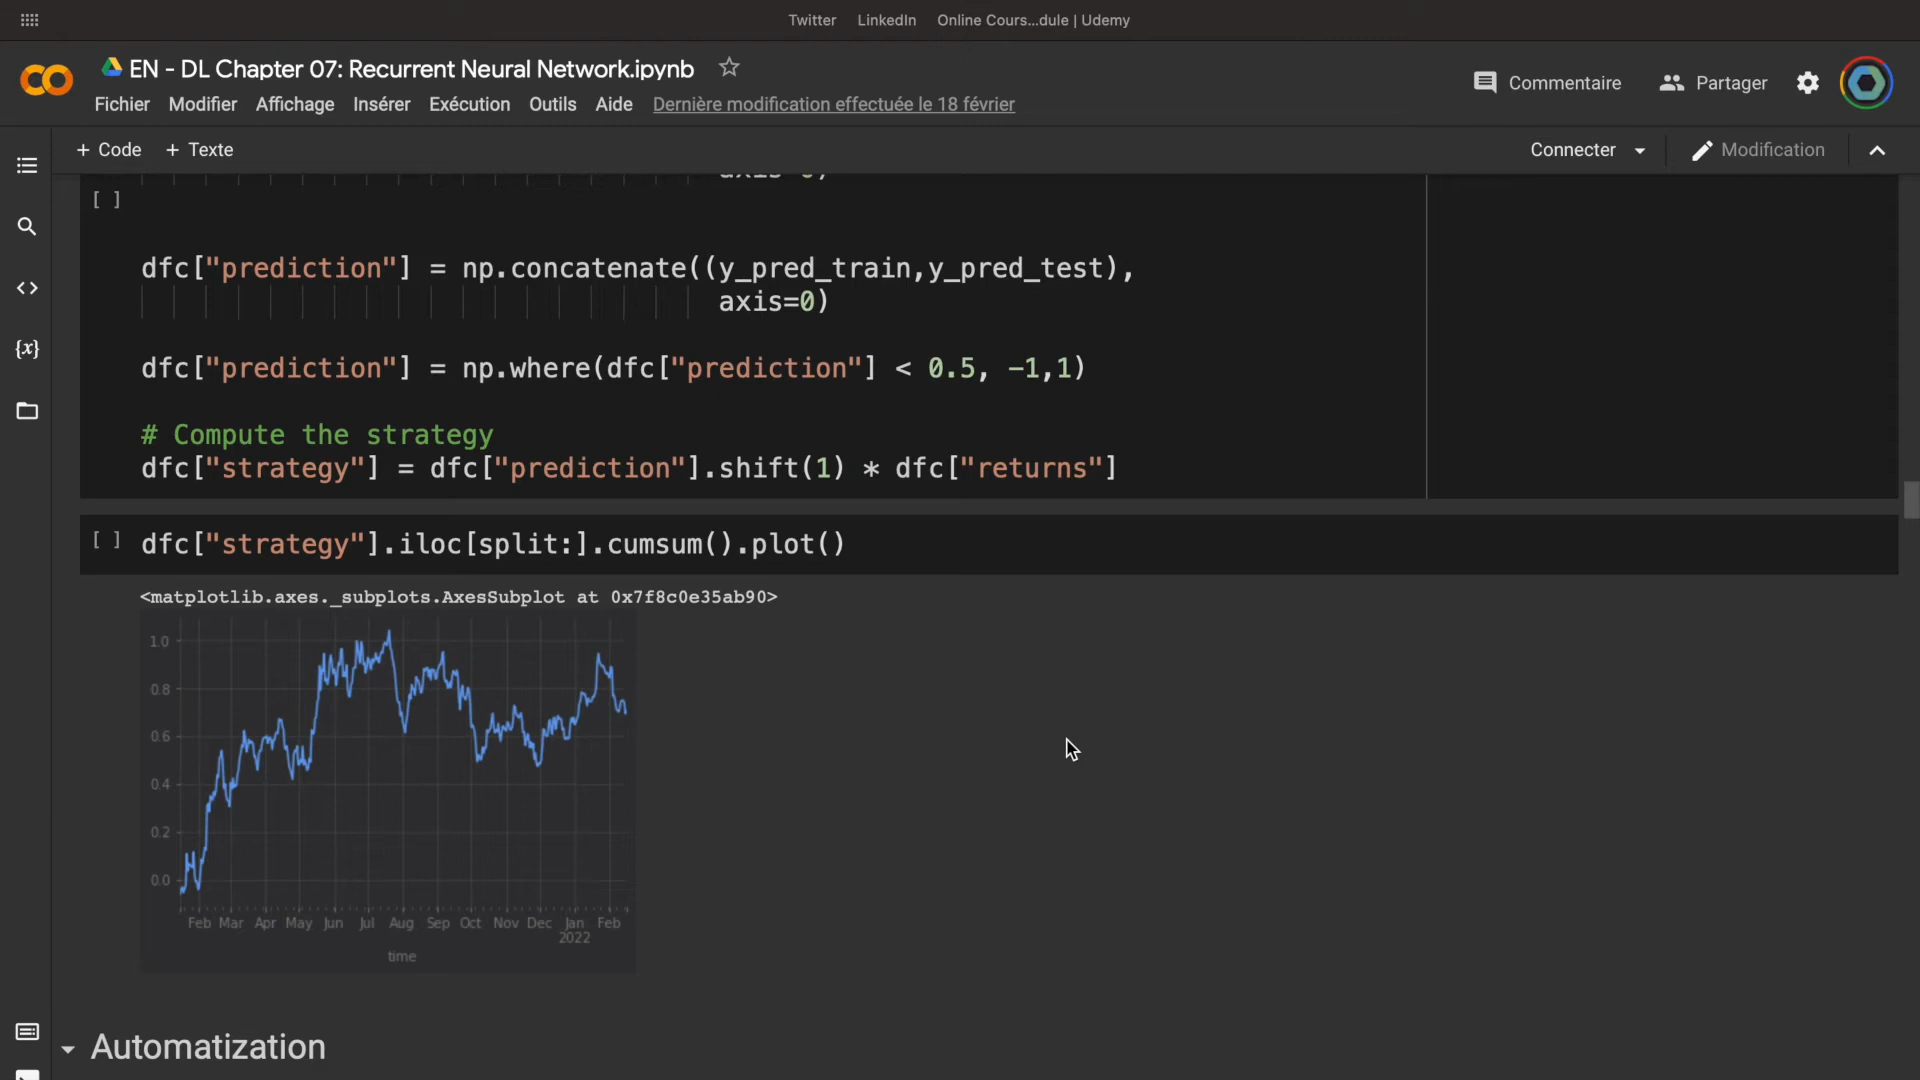 Twitter LinkedIn Online Cours...dule | Udemy
EN - DL Chapter 07: Recurrent Neural Network.ipynb
Commentaire Partager
Fichier Modifier Affichage Insérer Exécution Outils Aide Dernière modification effectuée le 18 février
+ Code + Texte Connecter Modification
[ ]
dfc["prediction"] = np.concatenate((y_pred_train,y_pred_test),
axis=0)
dfc["prediction"] = np.where(dfc["prediction"] < 0.5, -1,1)
# Compute the strategy
dfc["strategy"] = dfc["prediction"].shift(1) * dfc["returns"]
[ ] dfc["strategy"].iloc[split:].cumsum().plot()
<matplotlib.axes._subplots.AxesSubplot at 0x7f8c0e35ab90>
1.0
0.8
0.6
0.4
0.2
0.0
Feb Mar Apr May Jun Jul Aug Sep Oct Nov Dec Jan Feb
2022
time
Automatization